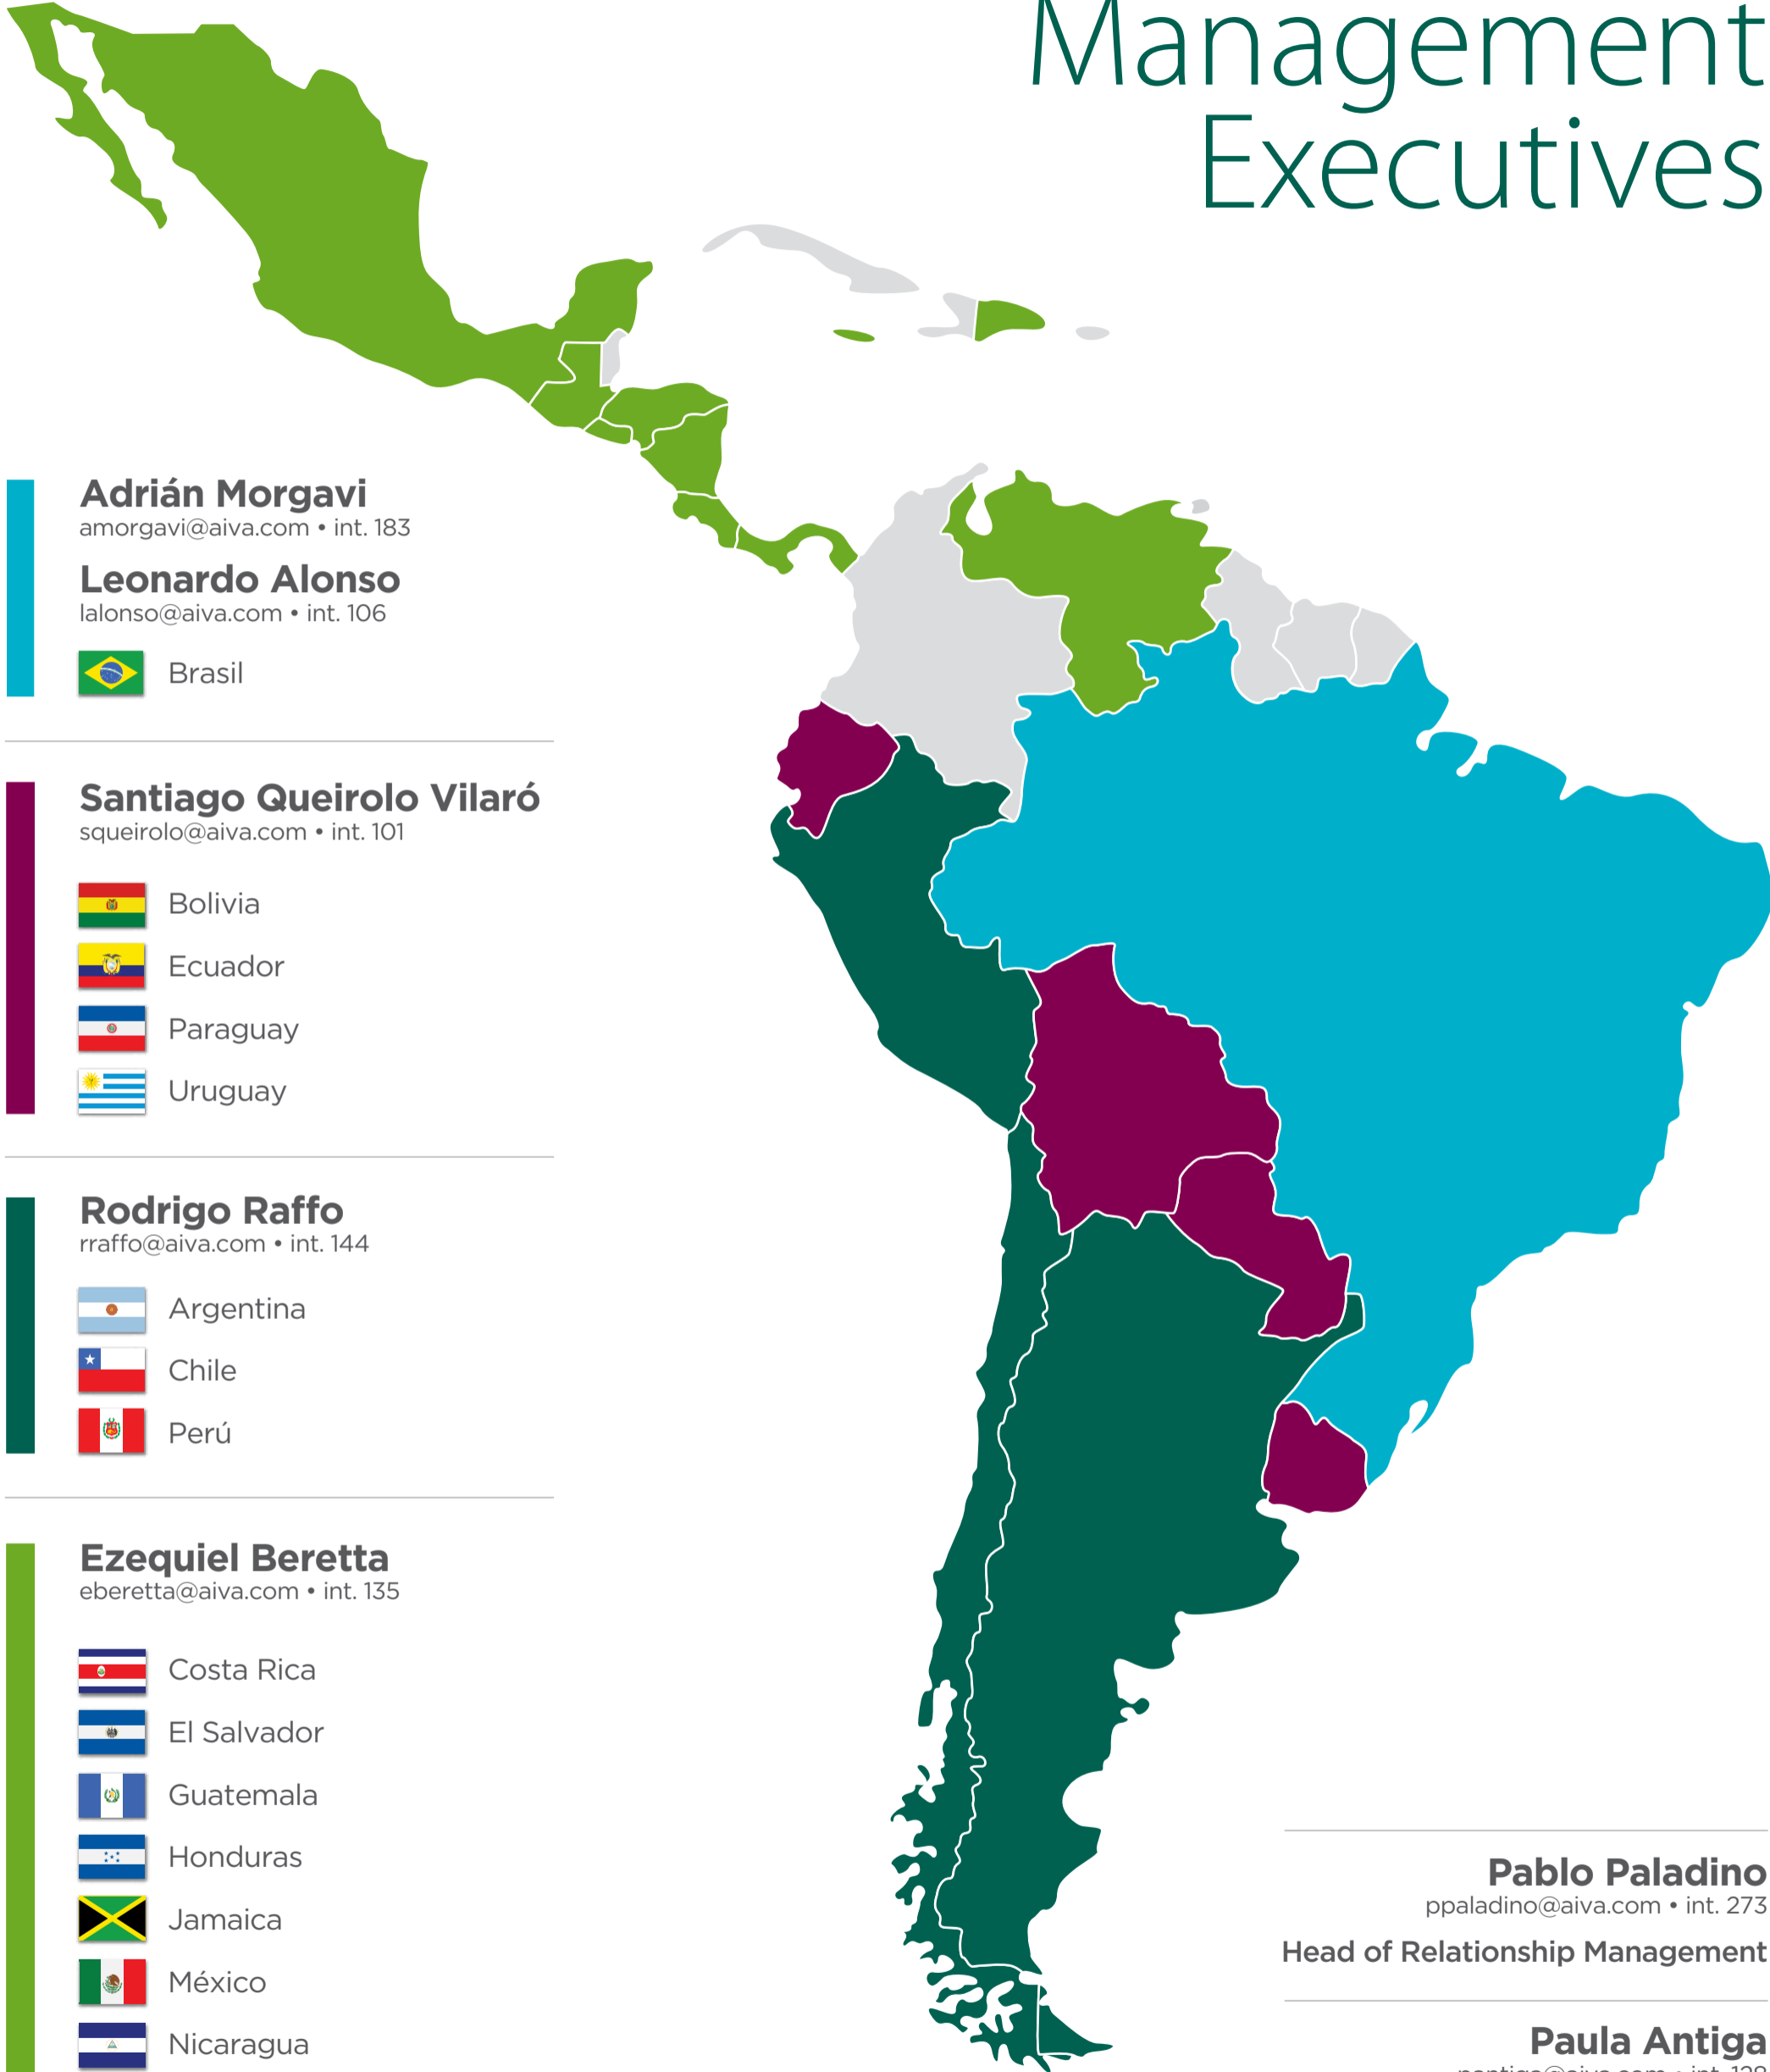 Management
Executives
Adrián Morgavi
amorgavi@aiva.com • int. 183
Leonardo Alonso
lalonso@aiva.com • int. 106
Brasil
Santiago Queirolo Vilaró
squeirolo@aiva.com • int. 101
Bolivia
Ecuador
Paraguay
Uruguay
Rodrigo Raffo
rraffo@aiva.com • int. 144
Argentina
Chile
Perú
Ezequiel Beretta
eberetta@aiva.com • int. 135
Costa Rica
El Salvador
Guatemala
Honduras
Jamaica
México
Nicaragua
Pablo Paladino
ppaladino@aiva.com • int. 273
Head of Relationship Management
Paula Antiga